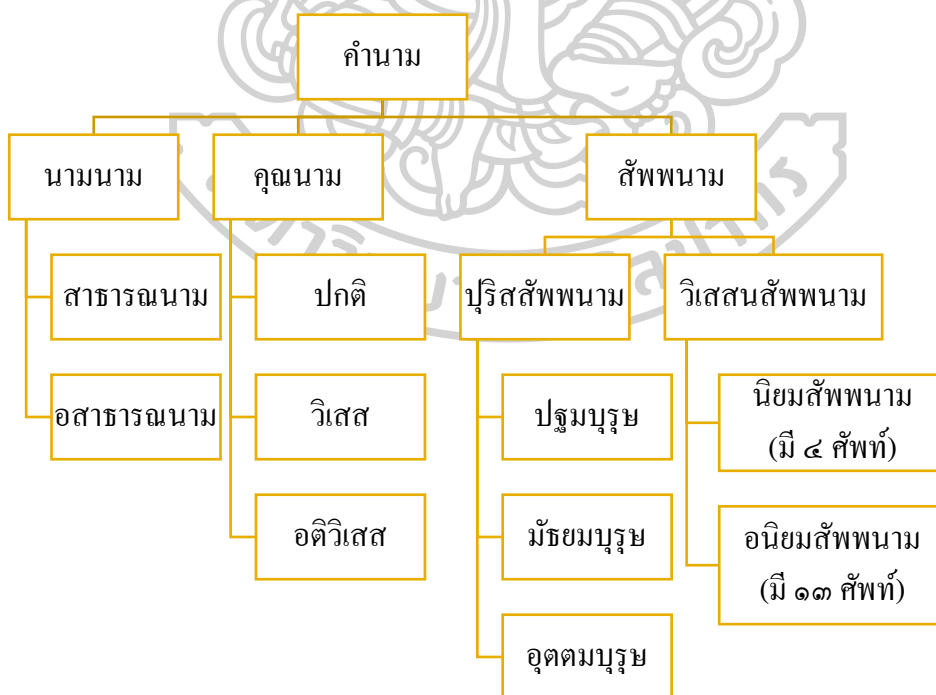 คำนาม
นามนาม
คุณนาม
สัพพนาม
สาธารณนาม
ปกติ
ปุริสสัพพนาม
วิเสสนสัพพนาม
อสาธารณนาม
วิเสส
ปฐมบุรุษ
นิยมสัพพนาม
(มี ๔ ศัพท์)
อติวิเสส
มัธยมบุรุษ
อนิยมสัพพนาม
(มี ๑๓ ศัพท์)
อุตตมบุรุษ